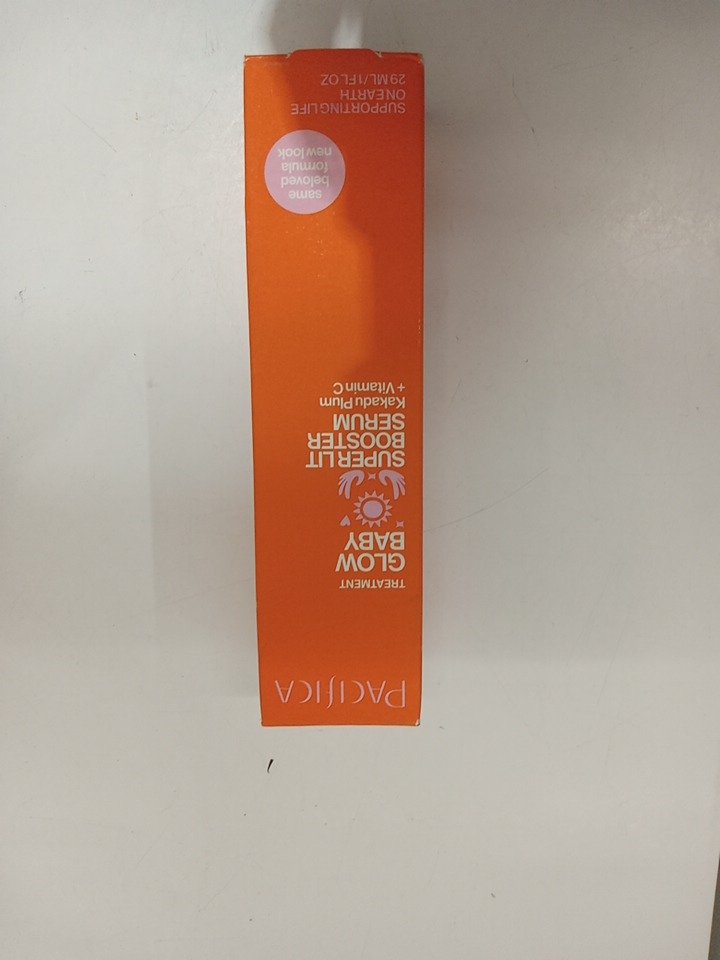 PACIFICA
TREATMENT
GLOW
BABY
SUPER LIT
BOOSTER
SERUM
Kakadu Plum
+ Vitamin C
same
beloved
formula
new look
SUPPORTING LIFE
ON EARTH
29 ML/1 FL OZ